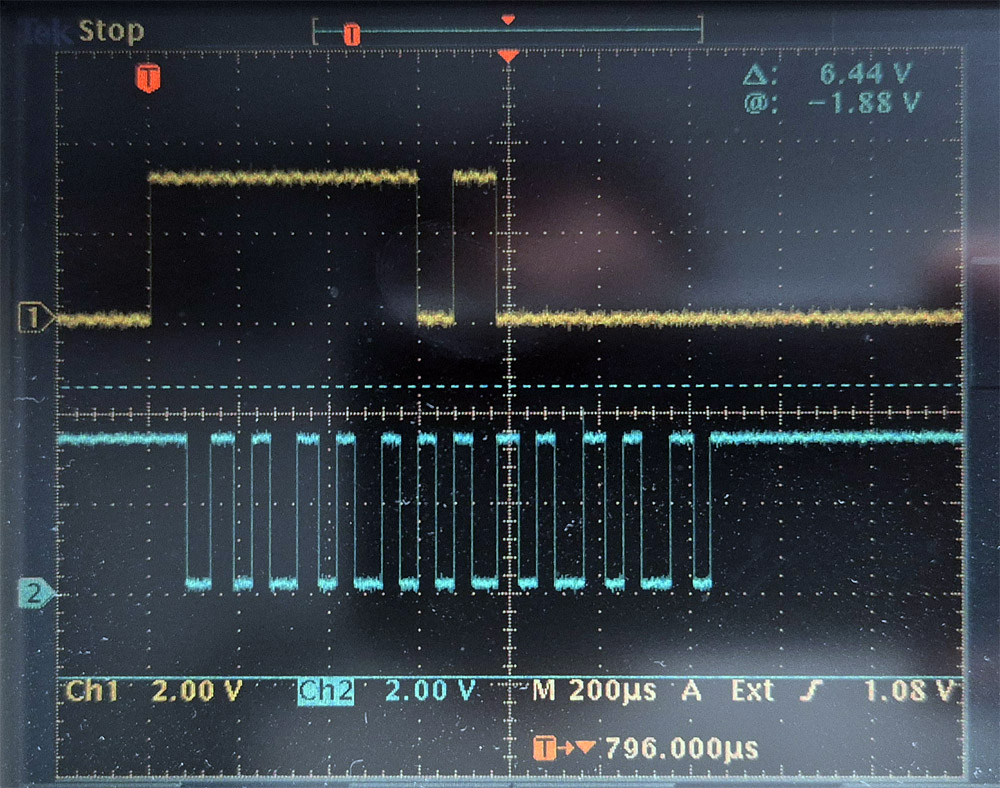 Tek Stop
T
T
Δ: 6.44 V
@: -1.88 V
1
2
Ch1 2.00 V Ch2 2.00 V M 200µs A Ext ʃ 1.08 V
T→▼ 796.000µs